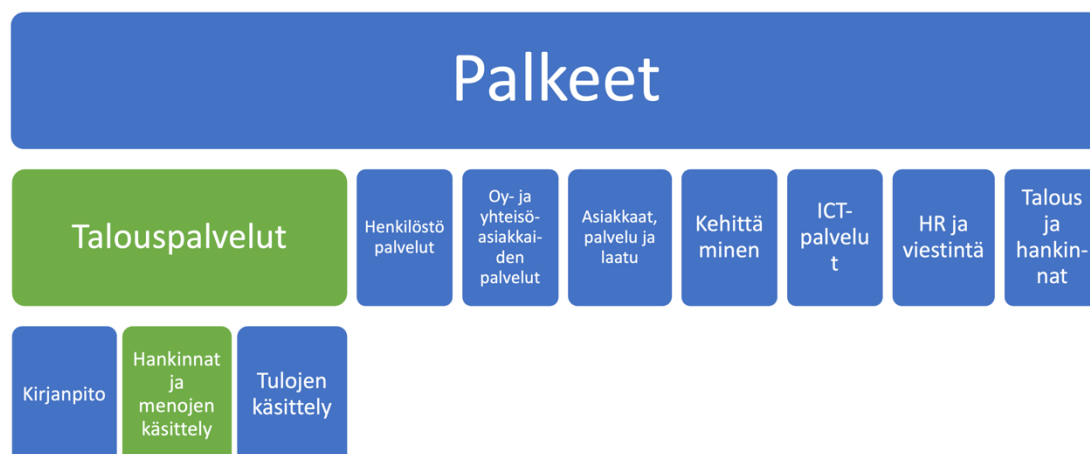 Palkeet
Talouspalvelut
Henkilöstö
palvelut
Oy- ja
yhteisö-
asiakkai-
den
palvelut
Asiakkaat,
palvelu ja
laatu
Kehittä
minen
ICT-
palvelu
t
HR ja
viestintä
Talous
ja
hankin-
nat
Kirjanpito
Hankinnat
ja
menojen
käsittely
Tulojen
käsittely